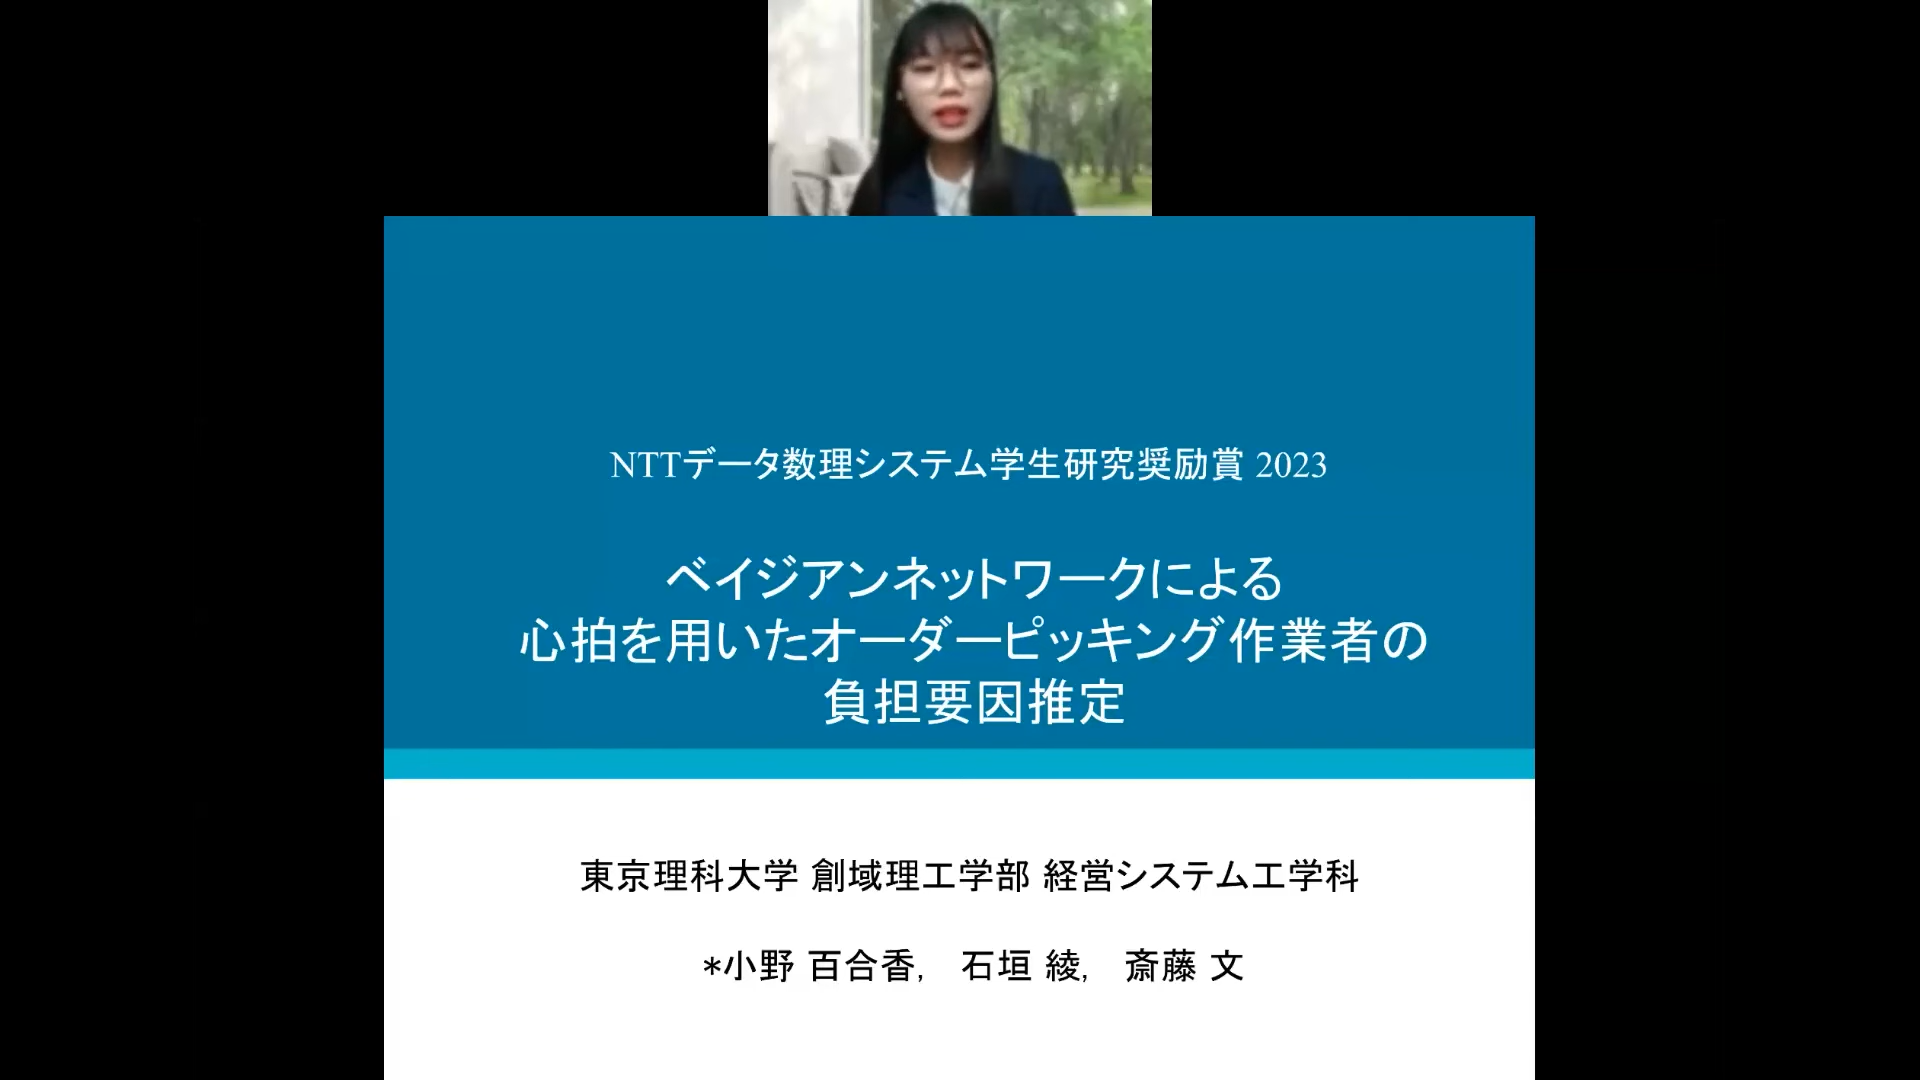 NTTデータ数理システム学生研究奨励賞 2023
ベイジアンネットワークによる
心拍を用いたオーダーピッキング作業者の
負担要因推定
東京理科大学 創域理工学部 経営システム工学科
*小野 百合香, 石垣 綾, 斎藤 文